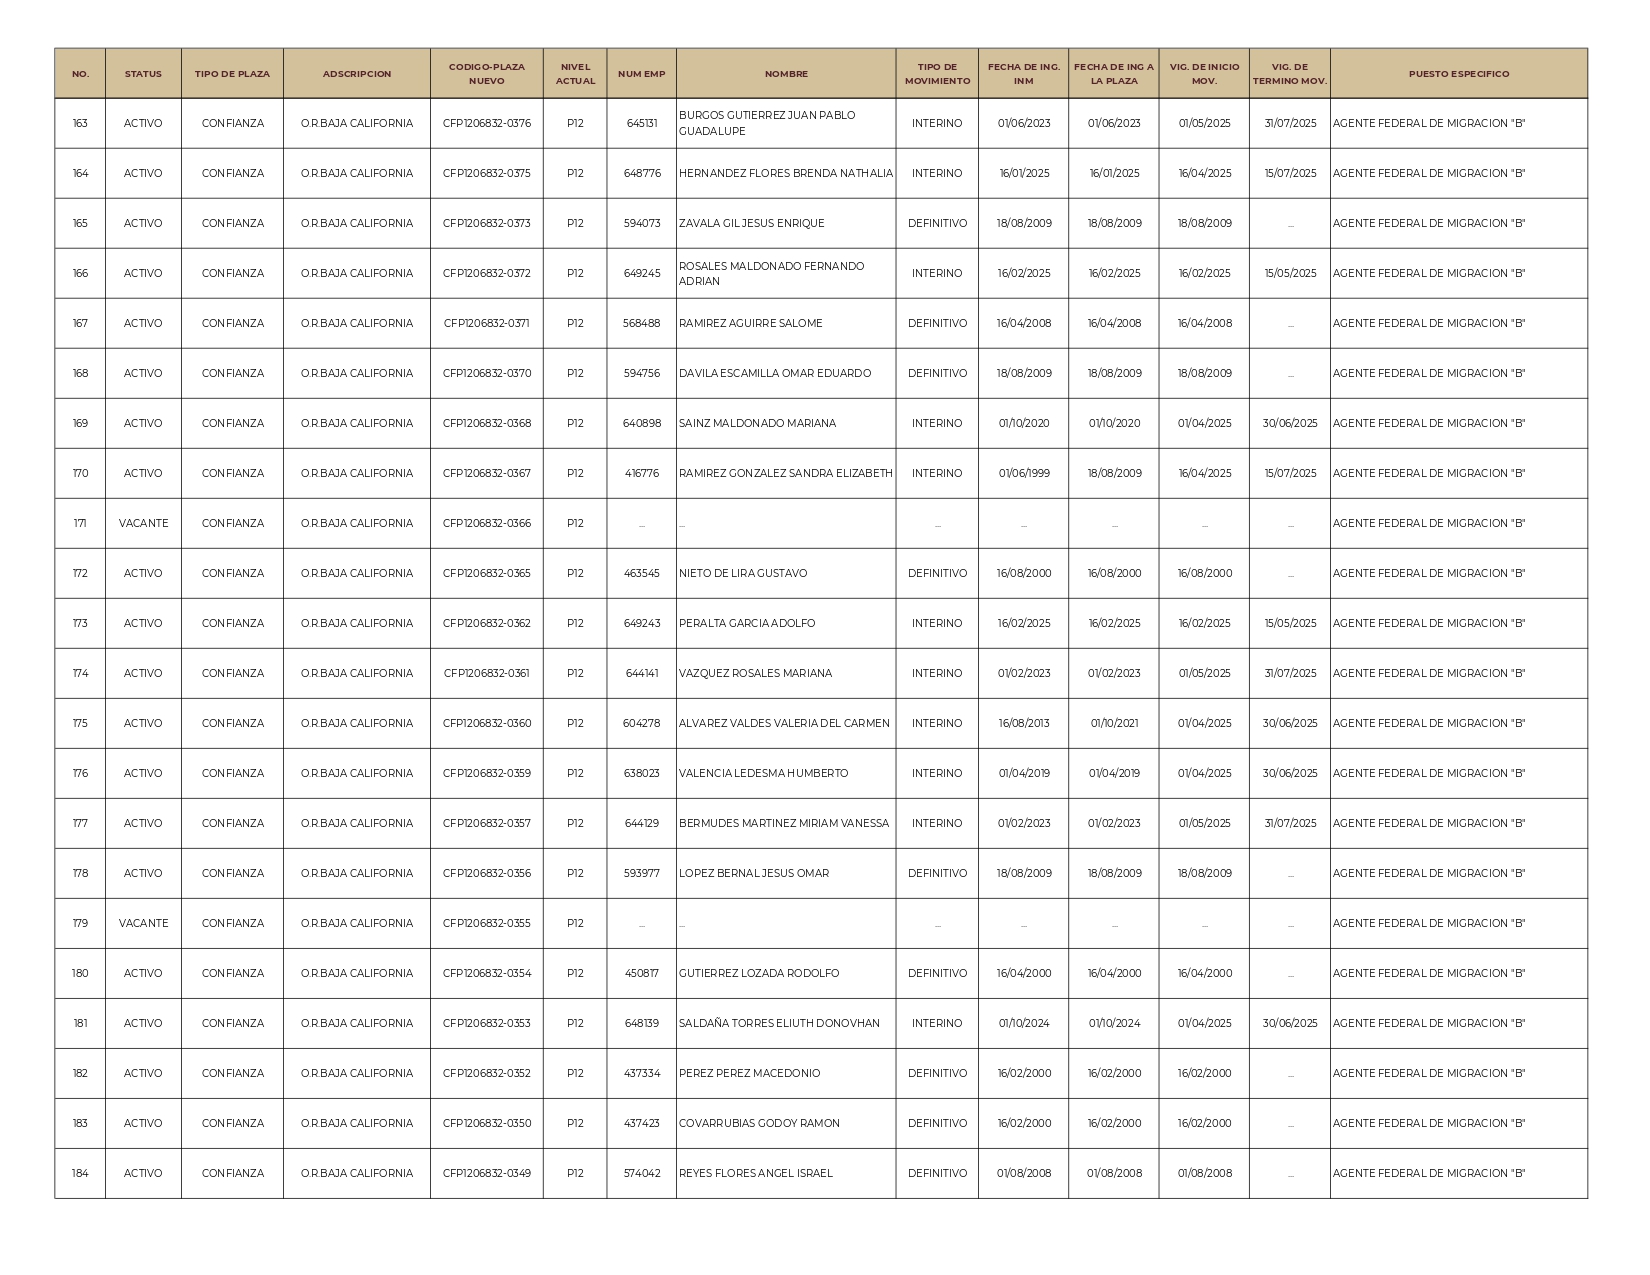 NO. STATUS TIPO DE PLAZA ADSCRIPCION CODIGO-PLAZA NUEVO NIVEL ACTUAL NUM EMP NOMBRE TIPO DE MOVIMIENTO FECHA DE ING. INM FECHA DE ING A LA PLAZA VIG. DE INICIO MOV. VIG. DE TERMINO MOV. PUESTO ESPECIFICO
163 ACTIVO CONFIANZA O.R.BAJA CALIFORNIA CFP1206832-0376 P12 645131 BURGOS GUTIERREZ JUAN PABLO GUADALUPE INTERINO 01/06/2023 01/06/2023 01/05/2025 31/07/2025 AGENTE FEDERAL DE MIGRACION "B"
164 ACTIVO CONFIANZA O.R.BAJA CALIFORNIA CFP1206832-0375 P12 648776 HERNANDEZ FLORES BRENDA NATHALIA INTERINO 16/01/2025 16/01/2025 16/04/2025 15/07/2025 AGENTE FEDERAL DE MIGRACION "B"
165 ACTIVO CONFIANZA O.R.BAJA CALIFORNIA CFP1206832-0373 P12 594073 ZAVALA GIL JESUS ENRIQUE DEFINITIVO 18/08/2009 18/08/2009 18/08/2009 ... AGENTE FEDERAL DE MIGRACION "B"
166 ACTIVO CONFIANZA O.R.BAJA CALIFORNIA CFP1206832-0372 P12 649245 ROSALES MALDONADO FERNANDO ADRIAN INTERINO 16/02/2025 16/02/2025 16/02/2025 15/05/2025 AGENTE FEDERAL DE MIGRACION "B"
167 ACTIVO CONFIANZA O.R.BAJA CALIFORNIA CFP1206832-0371 P12 568488 RAMIREZ AGUIRRE SALOME DEFINITIVO 16/04/2008 16/04/2008 16/04/2008 ... AGENTE FEDERAL DE MIGRACION "B"
168 ACTIVO CONFIANZA O.R.BAJA CALIFORNIA CFP1206832-0370 P12 594756 DAVILA ESCAMILLA OMAR EDUARDO DEFINITIVO 18/08/2009 18/08/2009 18/08/2009 ... AGENTE FEDERAL DE MIGRACION "B"
169 ACTIVO CONFIANZA O.R.BAJA CALIFORNIA CFP1206832-0368 P12 640898 SAINZ MALDONADO MARIANA INTERINO 01/10/2020 01/10/2020 01/04/2025 30/06/2025 AGENTE FEDERAL DE MIGRACION "B"
170 ACTIVO CONFIANZA O.R.BAJA CALIFORNIA CFP1206832-0367 P12 416776 RAMIREZ GONZALEZ SANDRA ELIZABETH INTERINO 01/06/1999 18/08/2009 16/04/2025 15/07/2025 AGENTE FEDERAL DE MIGRACION "B"
171 VACANTE CONFIANZA O.R.BAJA CALIFORNIA CFP1206832-0366 P12 ... ... ... ... ... ... ... AGENTE FEDERAL DE MIGRACION "B"
172 ACTIVO CONFIANZA O.R.BAJA CALIFORNIA CFP1206832-0365 P12 463545 NIETO DE LIRA GUSTAVO DEFINITIVO 16/08/2000 16/08/2000 16/08/2000 ... AGENTE FEDERAL DE MIGRACION "B"
173 ACTIVO CONFIANZA O.R.BAJA CALIFORNIA CFP1206832-0362 P12 649243 PERALTA GARCIA ADOLFO INTERINO 16/02/2025 16/02/2025 16/02/2025 15/05/2025 AGENTE FEDERAL DE MIGRACION "B"
174 ACTIVO CONFIANZA O.R.BAJA CALIFORNIA CFP1206832-0361 P12 644141 VAZQUEZ ROSALES MARIANA INTERINO 01/02/2023 01/02/2023 01/05/2025 31/07/2025 AGENTE FEDERAL DE MIGRACION "B"
175 ACTIVO CONFIANZA O.R.BAJA CALIFORNIA CFP1206832-0360 P12 604278 ALVAREZ VALDES VALERIA DEL CARMEN INTERINO 16/08/2013 01/10/2021 01/04/2025 30/06/2025 AGENTE FEDERAL DE MIGRACION "B"
176 ACTIVO CONFIANZA O.R.BAJA CALIFORNIA CFP1206832-0359 P12 638023 VALENCIA LEDESMA HUMBERTO INTERINO 01/04/2019 01/04/2019 01/04/2025 30/06/2025 AGENTE FEDERAL DE MIGRACION "B"
177 ACTIVO CONFIANZA O.R.BAJA CALIFORNIA CFP1206832-0357 P12 644129 BERMUDES MARTINEZ MIRIAM VANESSA INTERINO 01/02/2023 01/02/2023 01/05/2025 31/07/2025 AGENTE FEDERAL DE MIGRACION "B"
178 ACTIVO CONFIANZA O.R.BAJA CALIFORNIA CFP1206832-0356 P12 593977 LOPEZ BERNAL JESUS OMAR DEFINITIVO 18/08/2009 18/08/2009 18/08/2009 ... AGENTE FEDERAL DE MIGRACION "B"
179 VACANTE CONFIANZA O.R.BAJA CALIFORNIA CFP1206832-0355 P12 ... ... ... ... ... ... ... AGENTE FEDERAL DE MIGRACION "B"
180 ACTIVO CONFIANZA O.R.BAJA CALIFORNIA CFP1206832-0354 P12 450817 GUTIERREZ LOZADA RODOLFO DEFINITIVO 16/04/2000 16/04/2000 16/04/2000 ... AGENTE FEDERAL DE MIGRACION "B"
181 ACTIVO CONFIANZA O.R.BAJA CALIFORNIA CFP1206832-0353 P12 648139 SALDAÑA TORRES ELIUTH DONOVHAN INTERINO 01/10/2024 01/10/2024 01/04/2025 30/06/2025 AGENTE FEDERAL DE MIGRACION "B"
182 ACTIVO CONFIANZA O.R.BAJA CALIFORNIA CFP1206832-0352 P12 437334 PEREZ PEREZ MACEDONIO DEFINITIVO 16/02/2000 16/02/2000 16/02/2000 ... AGENTE FEDERAL DE MIGRACION "B"
183 ACTIVO CONFIANZA O.R.BAJA CALIFORNIA CFP1206832-0350 P12 437423 COVARRUBIAS GODOY RAMON DEFINITIVO 16/02/2000 16/02/2000 16/02/2000 ... AGENTE FEDERAL DE MIGRACION "B"
184 ACTIVO CONFIANZA O.R.BAJA CALIFORNIA CFP1206832-0349 P12 574042 REYES FLORES ANGEL ISRAEL DEFINITIVO 01/08/2008 01/08/2008 01/08/2008 ... AGENTE FEDERAL DE MIGRACION "B"